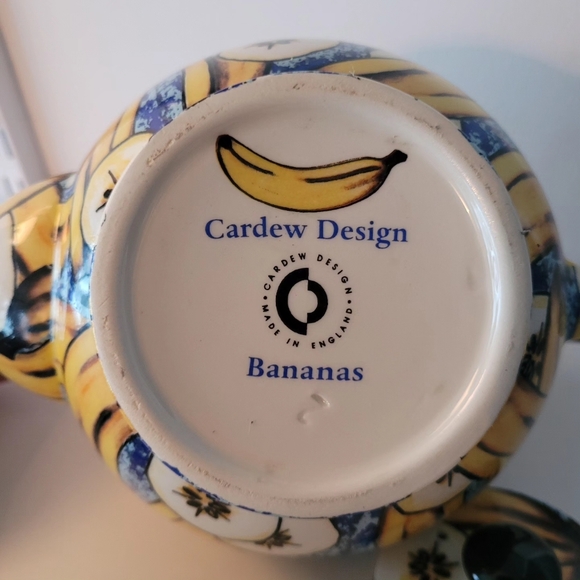 Cardew Design
• CARDEW DESIGN •
MADE IN ENGLAND
Bananas